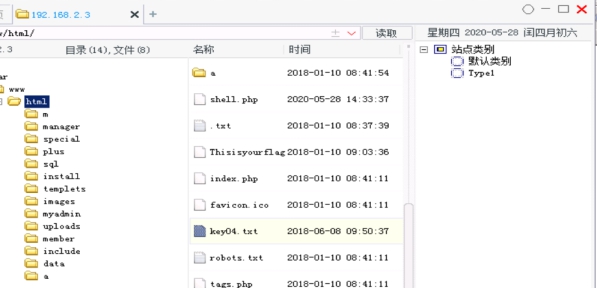 192.168.2.3
w/html/
读取
星期四 2020-05-28 闰四月初六
2.3 目录(14),文件(8)
名称 时间
站点类别
默认类别
Type1
ar
www
html
m
manager
special
plus
sql
install
templets
images
myadmin
uploads
member
include
data
a
a 2018-01-10 08:41:54
shell.php 2020-05-28 14:33:37
.txt 2018-01-10 08:37:39
Thisisyourflag 2018-01-10 09:03:36
index.php 2018-01-10 08:41:11
favicon.ico 2018-01-10 08:41:11
key04.txt 2018-06-08 09:50:37
robots.txt 2018-01-10 08:41:11
tags.php 2018-01-10 08:41:11